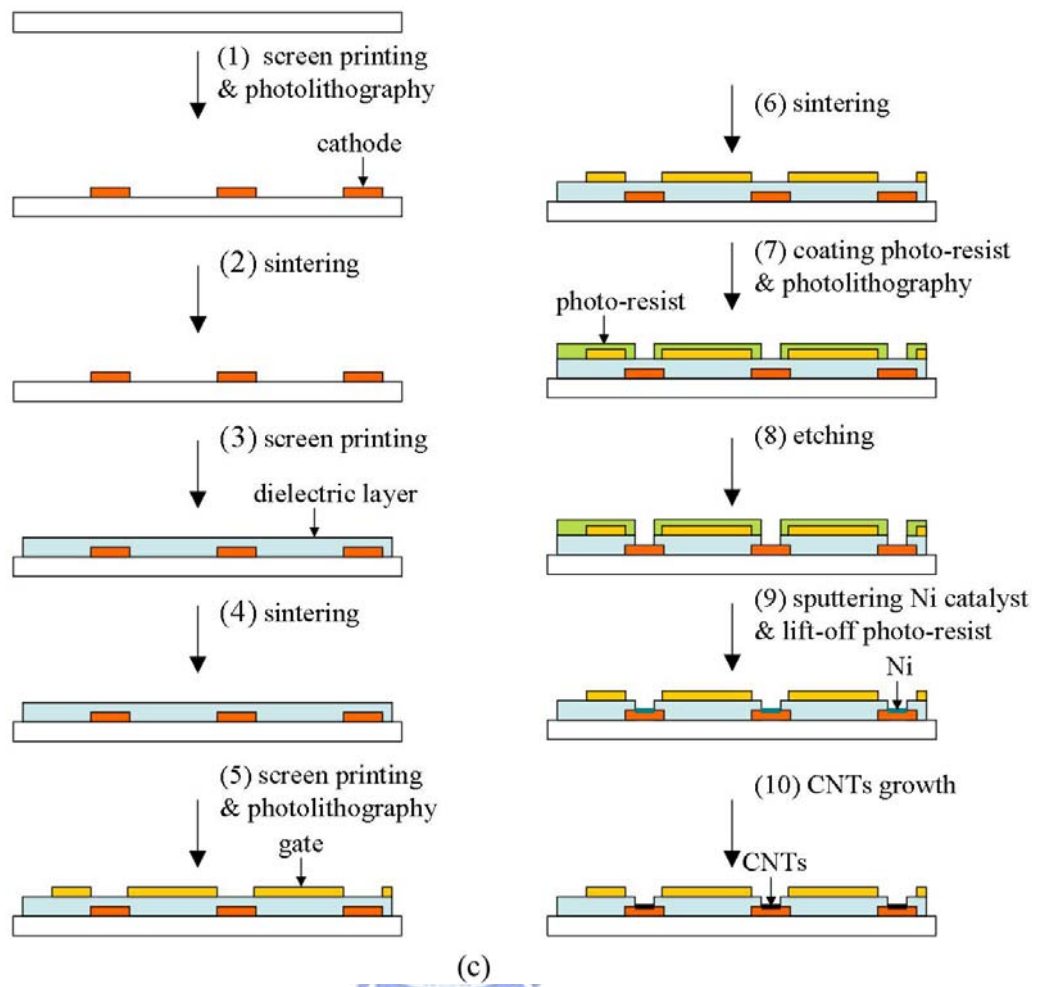 (1) screen printing
& photolithography
cathode
(2) sintering
(3) screen printing
dielectric layer
(4) sintering
(5) screen printing
& photolithography
gate
(6) sintering
(7) coating photo-resist
& photolithography
photo-resist
(8) etching
(9) sputtering Ni catalyst
& lift-off photo-resist
Ni
(10) CNTs growth
CNTs
(c)